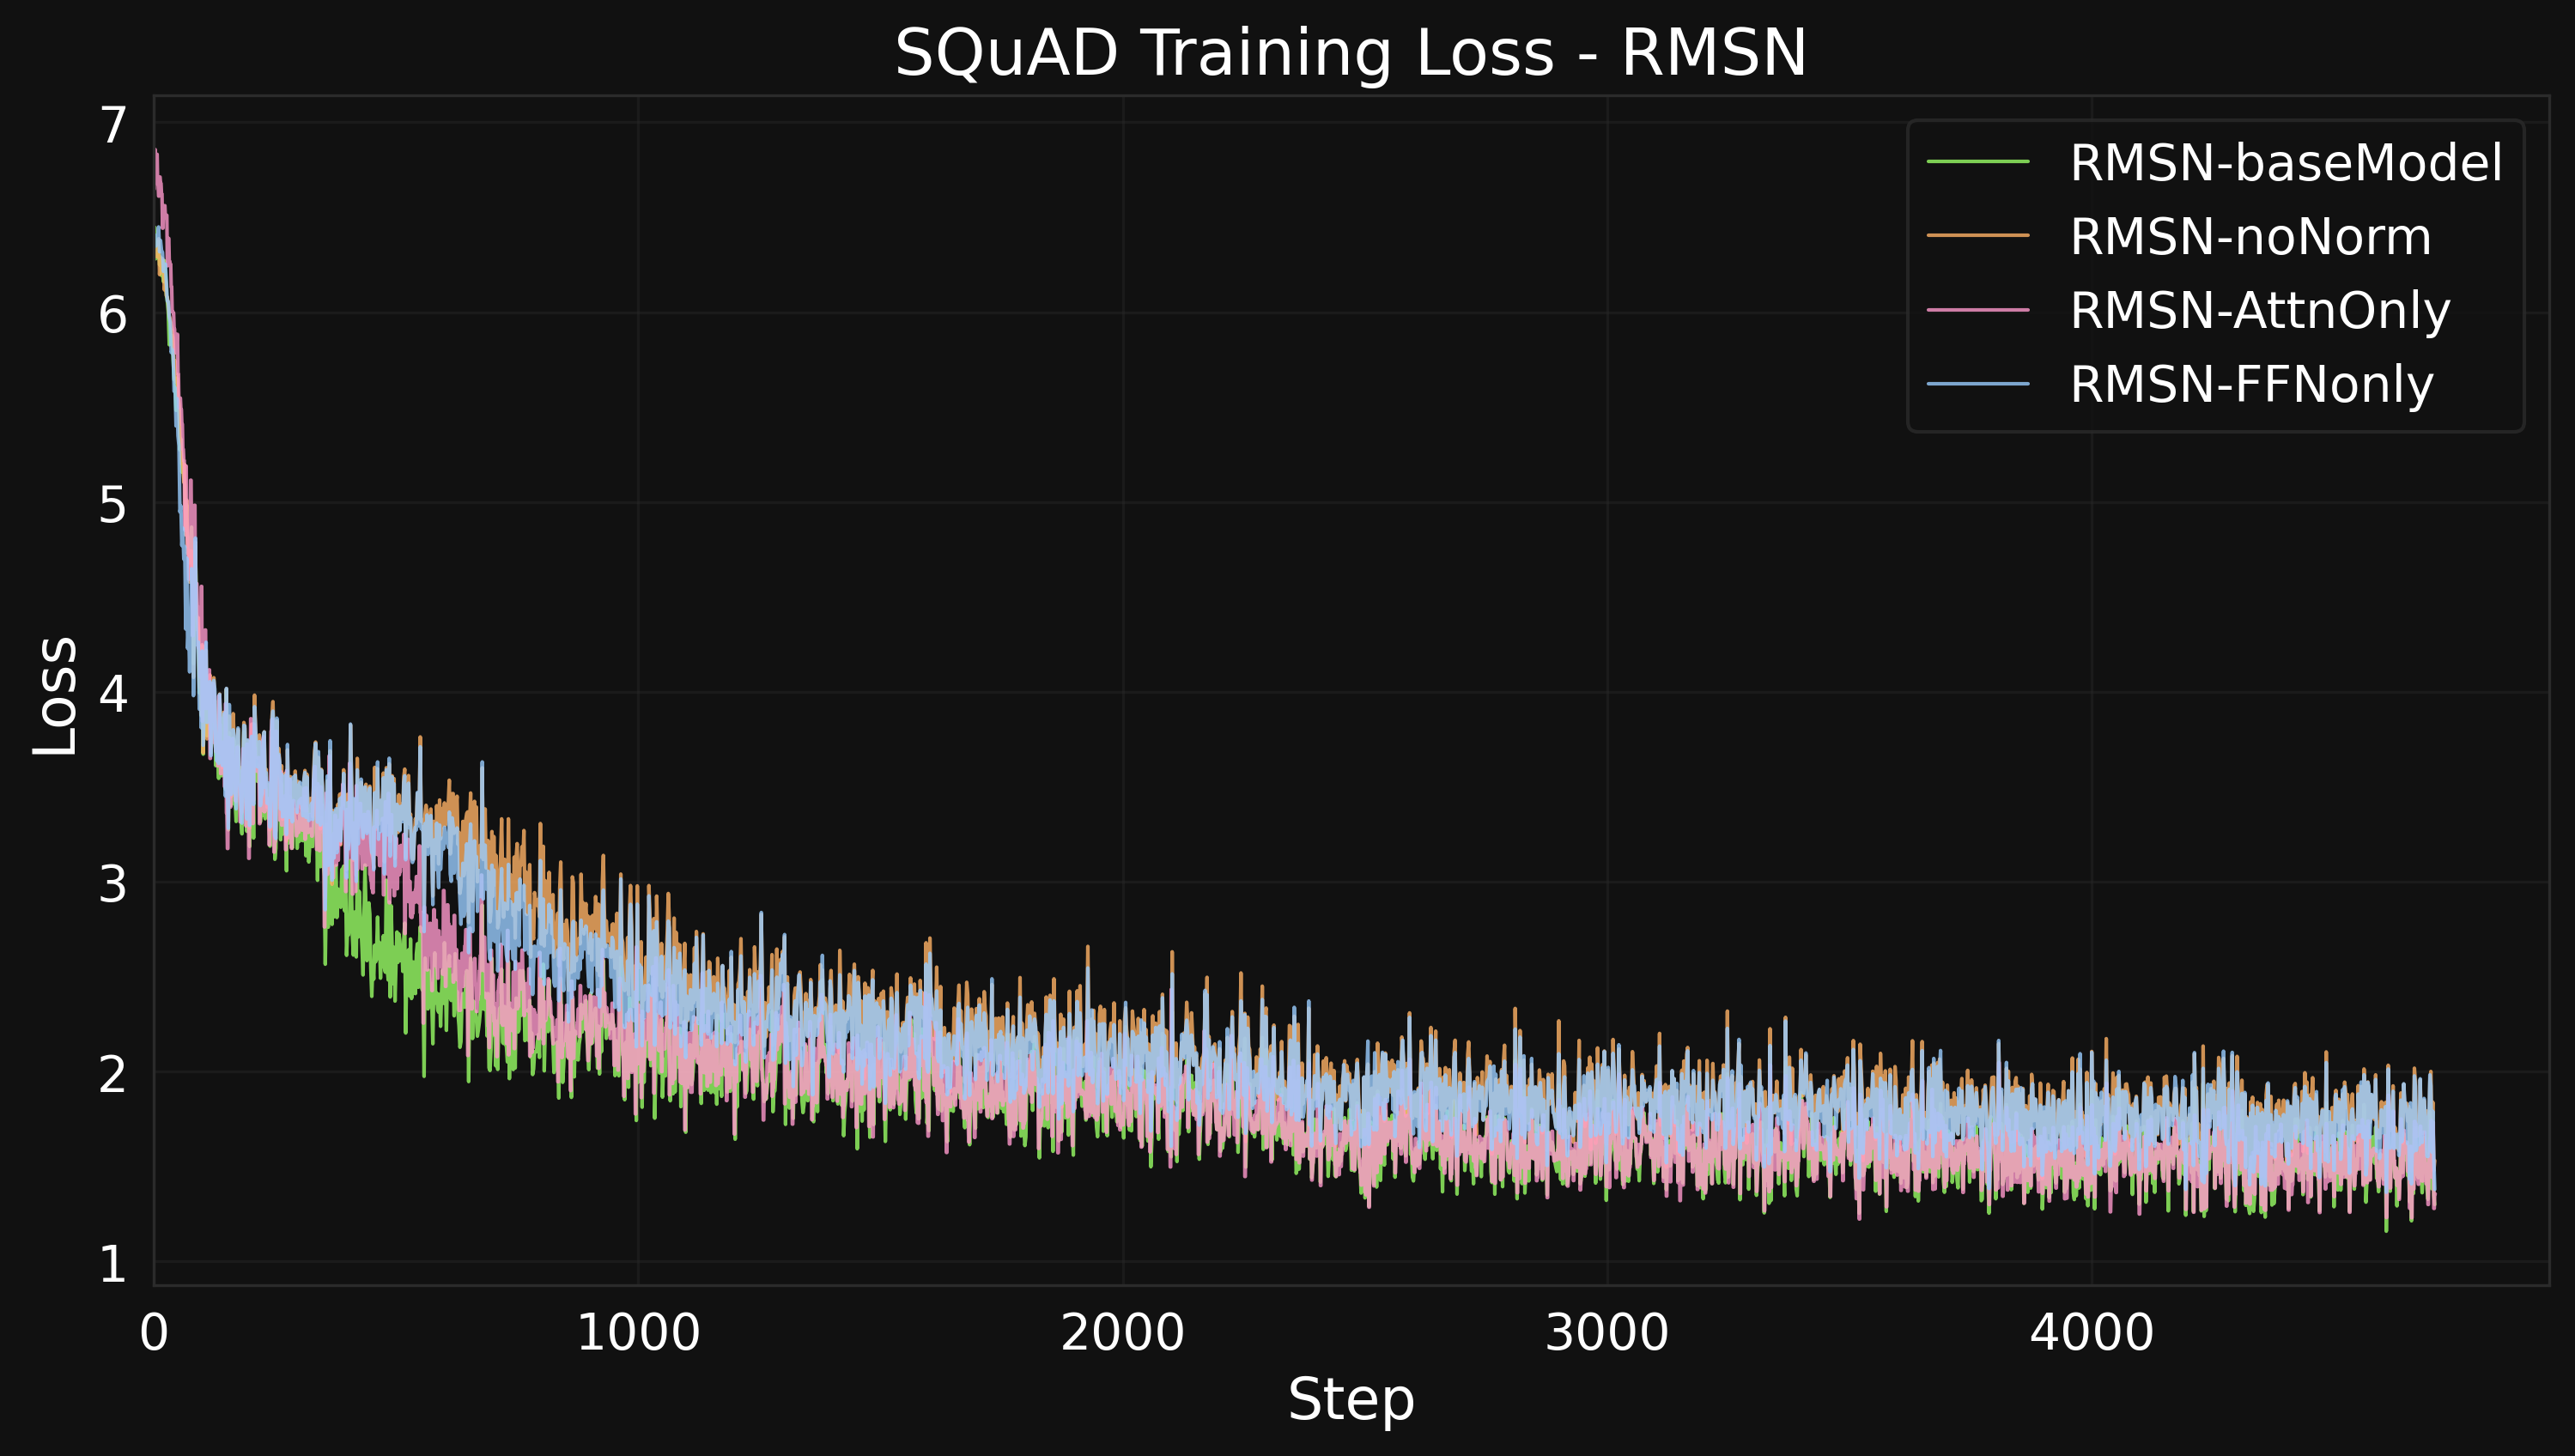 SQuAD Training Loss - RMSN
7
6
5
4
3
2
1
Loss
RMSN-baseModel
RMSN-noNorm
RMSN-AttnOnly
RMSN-FFNonly
0 1000 2000 3000 4000
Step